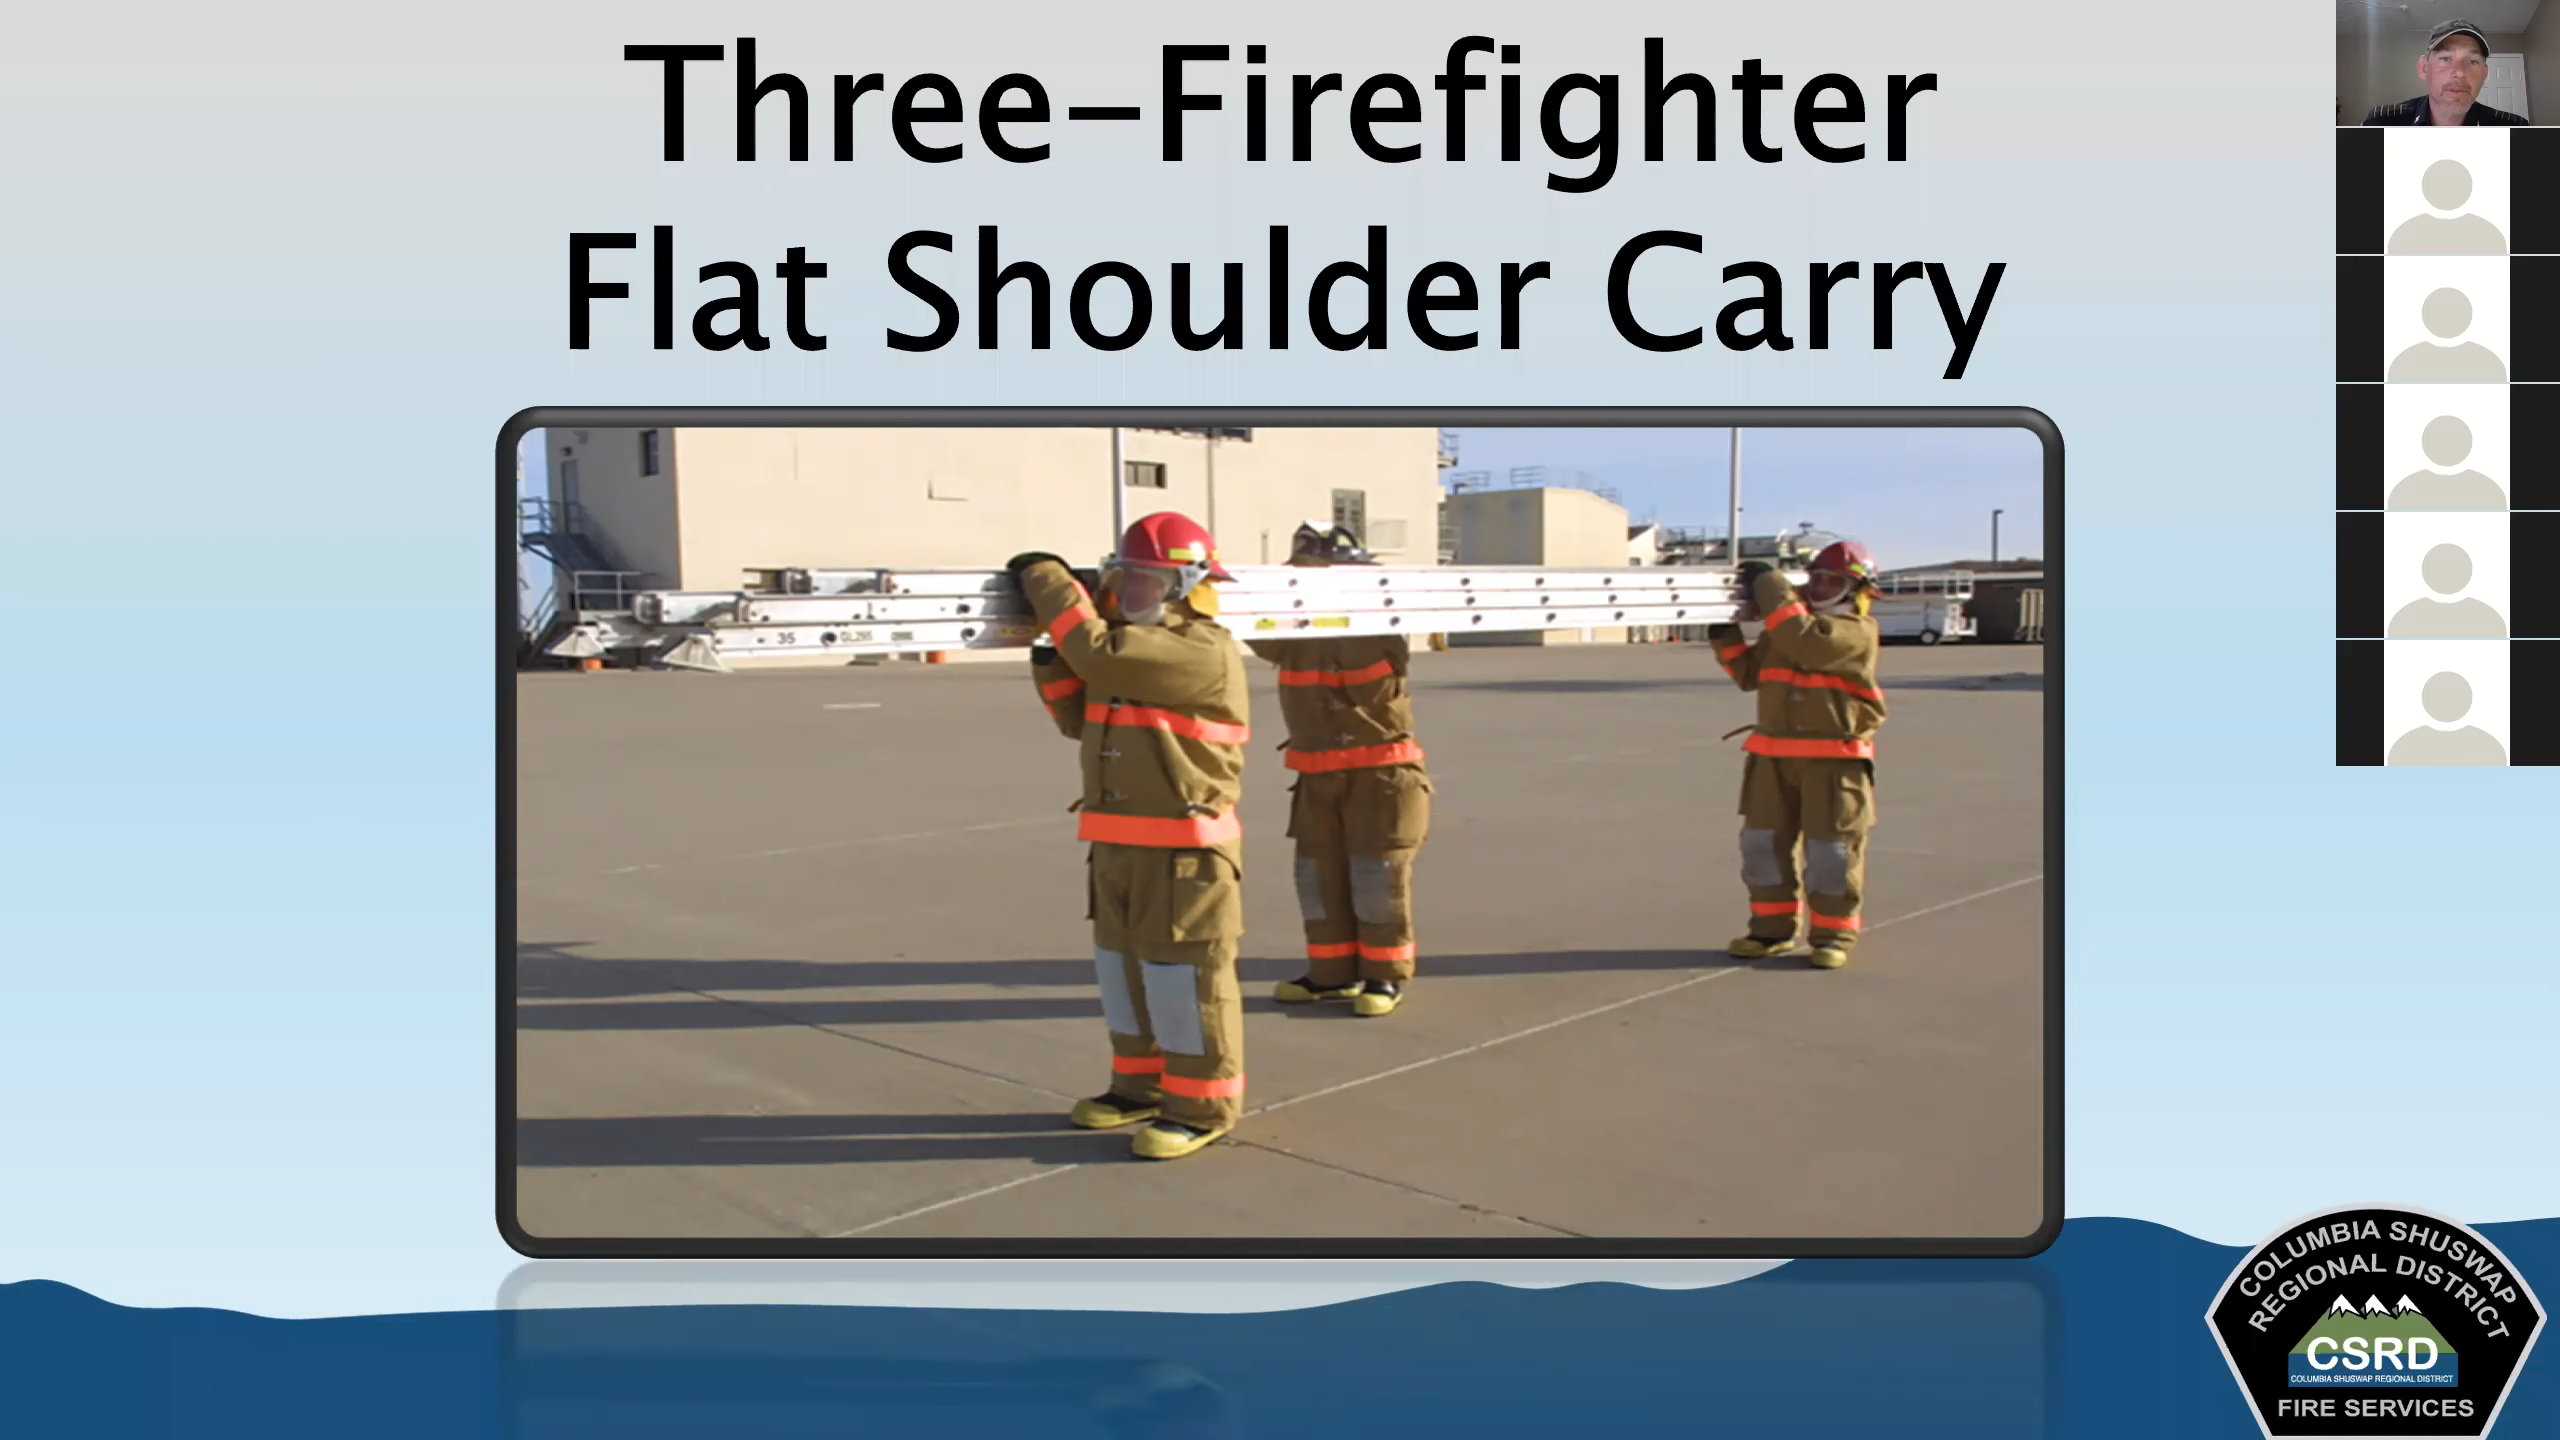 Three-Firefighter
Flat Shoulder Carry
35
COLUMBIA SHUSWAP
REGIONAL DISTRICT
CSRD
COLUMBIA SHUSWAP REGIONAL DISTRICT
FIRE SERVICES